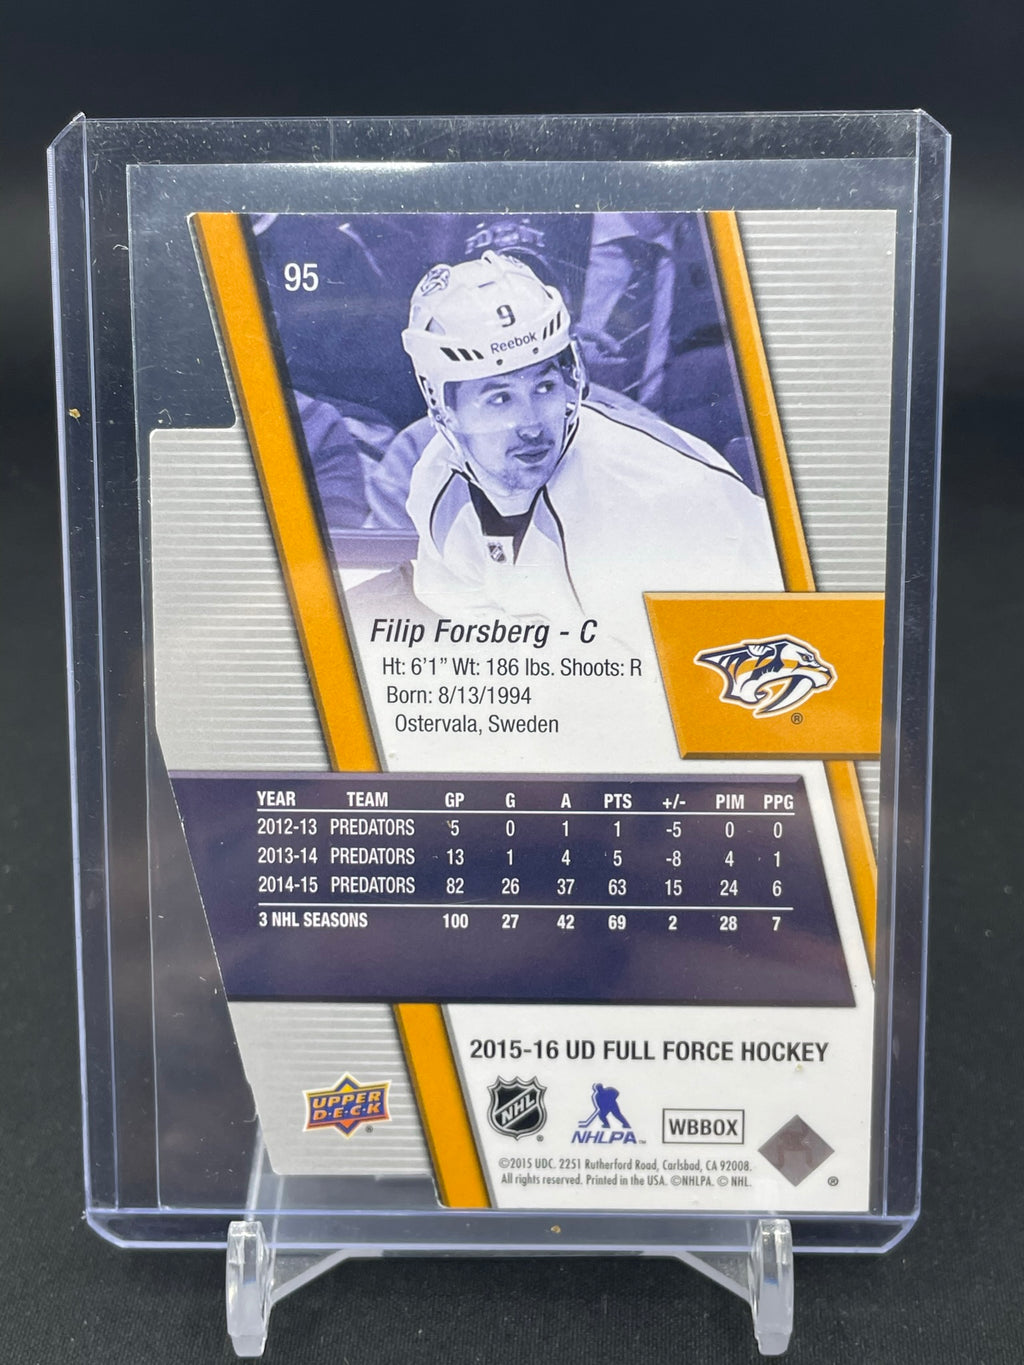 95
9
Reebok
Filip Forsberg - C
Ht: 6'1" Wt: 186 lbs. Shoots: R
Born: 8/13/1994
Ostervala, Sweden
®
YEAR TEAM GP G A PTS +/- PIM PPG
2012-13 PREDATORS 5 0 1 1 -5 0 0
2013-14 PREDATORS 13 1 4 5 -8 4 1
2014-15 PREDATORS 82 26 37 63 15 24 6
3 NHL SEASONS 100 27 42 69 2 28 7
2015-16 UD FULL FORCE HOCKEY
UPPER
D·E·C·K
®
NHL
®
NHLPA™
WBBOX
©2015 UDC. 2251 Rutherford Road, Carlsbad, CA 92008.
All rights reserved. Printed in the USA. ©NHLPA. © NHL.
®